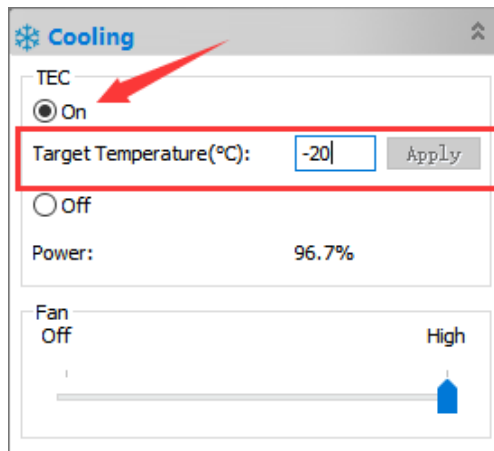 Cooling
TEC
On
Target Temperature(°C): -20 Apply
Off
Power: 96.7%
Fan
Off High